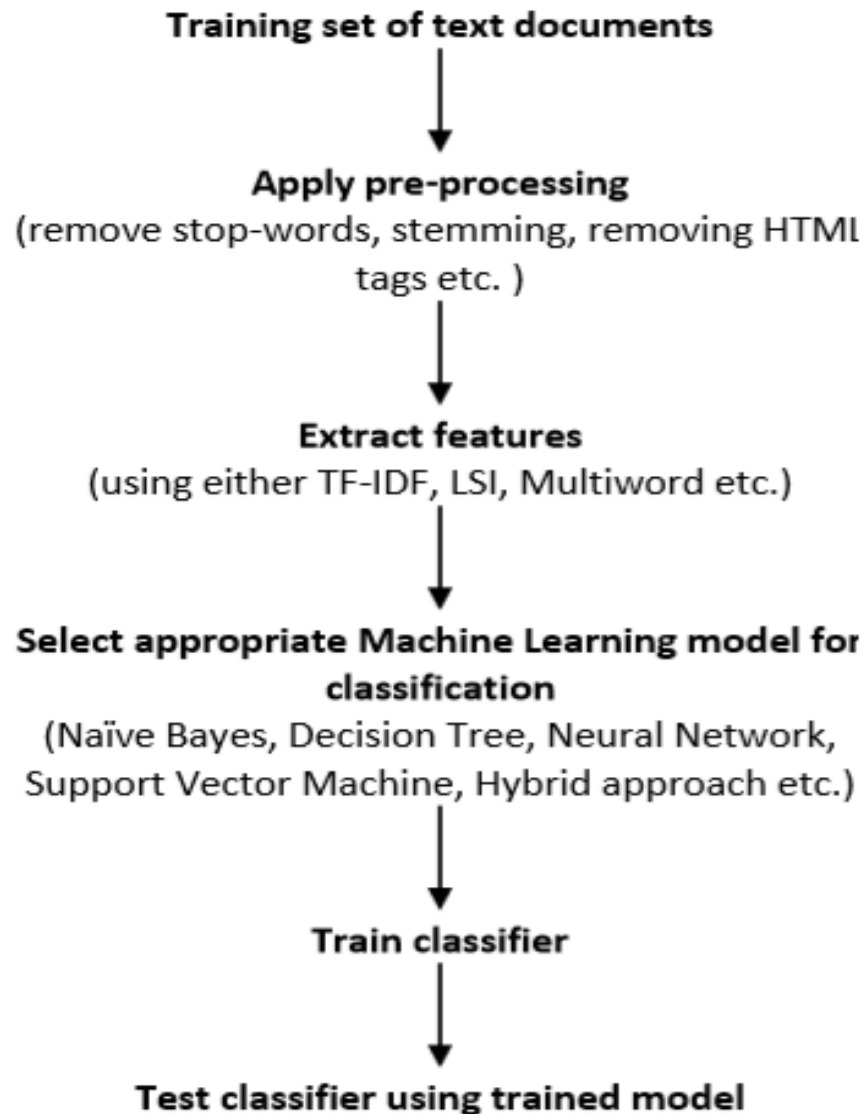 Training set of text documents
Apply pre-processing
(remove stop-words, stemming, removing HTML
tags etc. )
Extract features
(using either TF-IDF, LSI, Multiword etc.)
Select appropriate Machine Learning model for
classification
(Naïve Bayes, Decision Tree, Neural Network,
Support Vector Machine, Hybrid approach etc.)
Train classifier
Test classifier using trained model